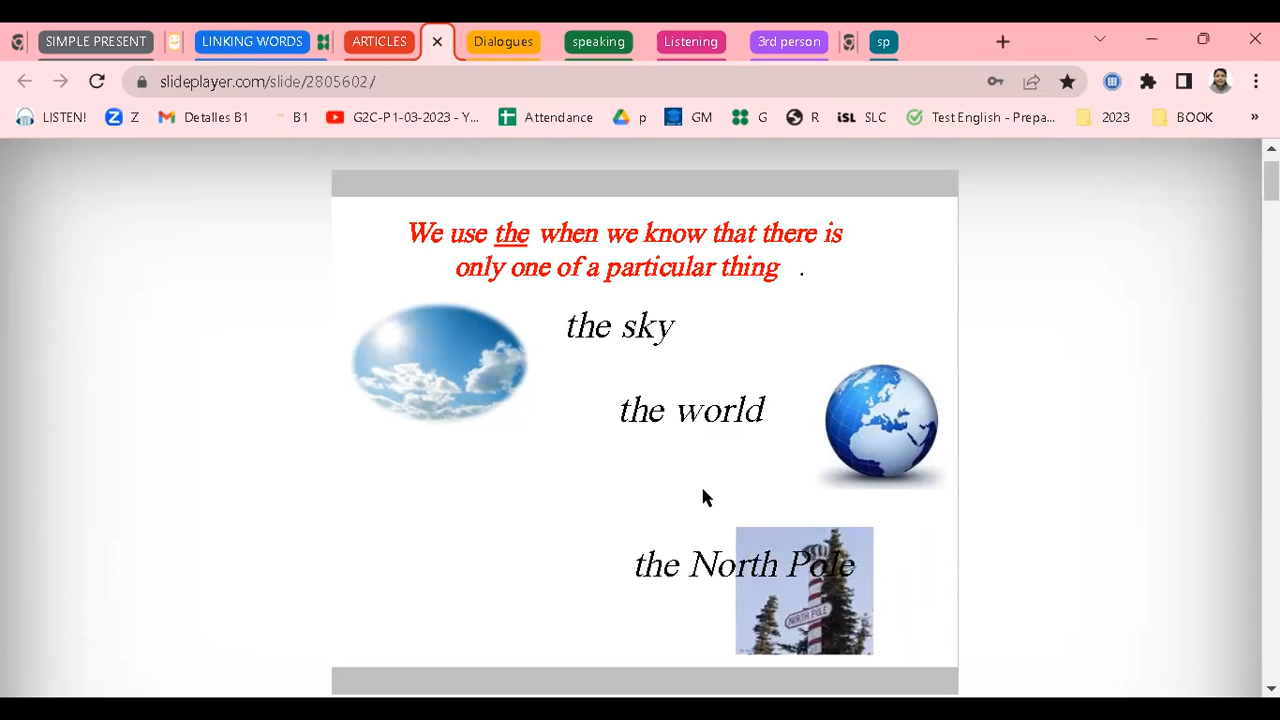 SIMPLE PRESENT LINKING WORDS ARTICLES Dialogues speaking Listening 3rd person sp
slideplayer.com/slide/2805602/
LISTEN! Z Detalles B1 B1 G2C-P1-03-2023 - Y... Attendance p GM G R iSL SLC Test English - Prepa... 2023 BOOK »
We use the when we know that there is
only one of a particular thing .
the sky
the world
the North Pole
NORTH POLE